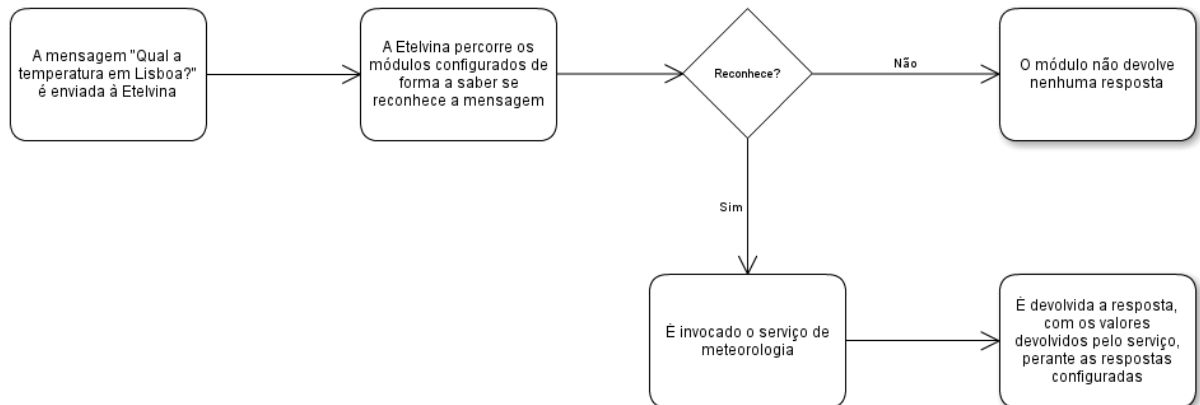 A mensagem "Qual a
temperatura em Lisboa?"
é enviada à Etelvina
A Etelvina percorre os
módulos configurados de
forma a saber se
reconhece a mensagem
Reconhece?
Não
O módulo não devolve
nenhuma resposta
Sim
É invocado o serviço de
meteorologia
É devolvida a resposta,
com os valores
devolvidos pelo serviço,
perante as respostas
configuradas